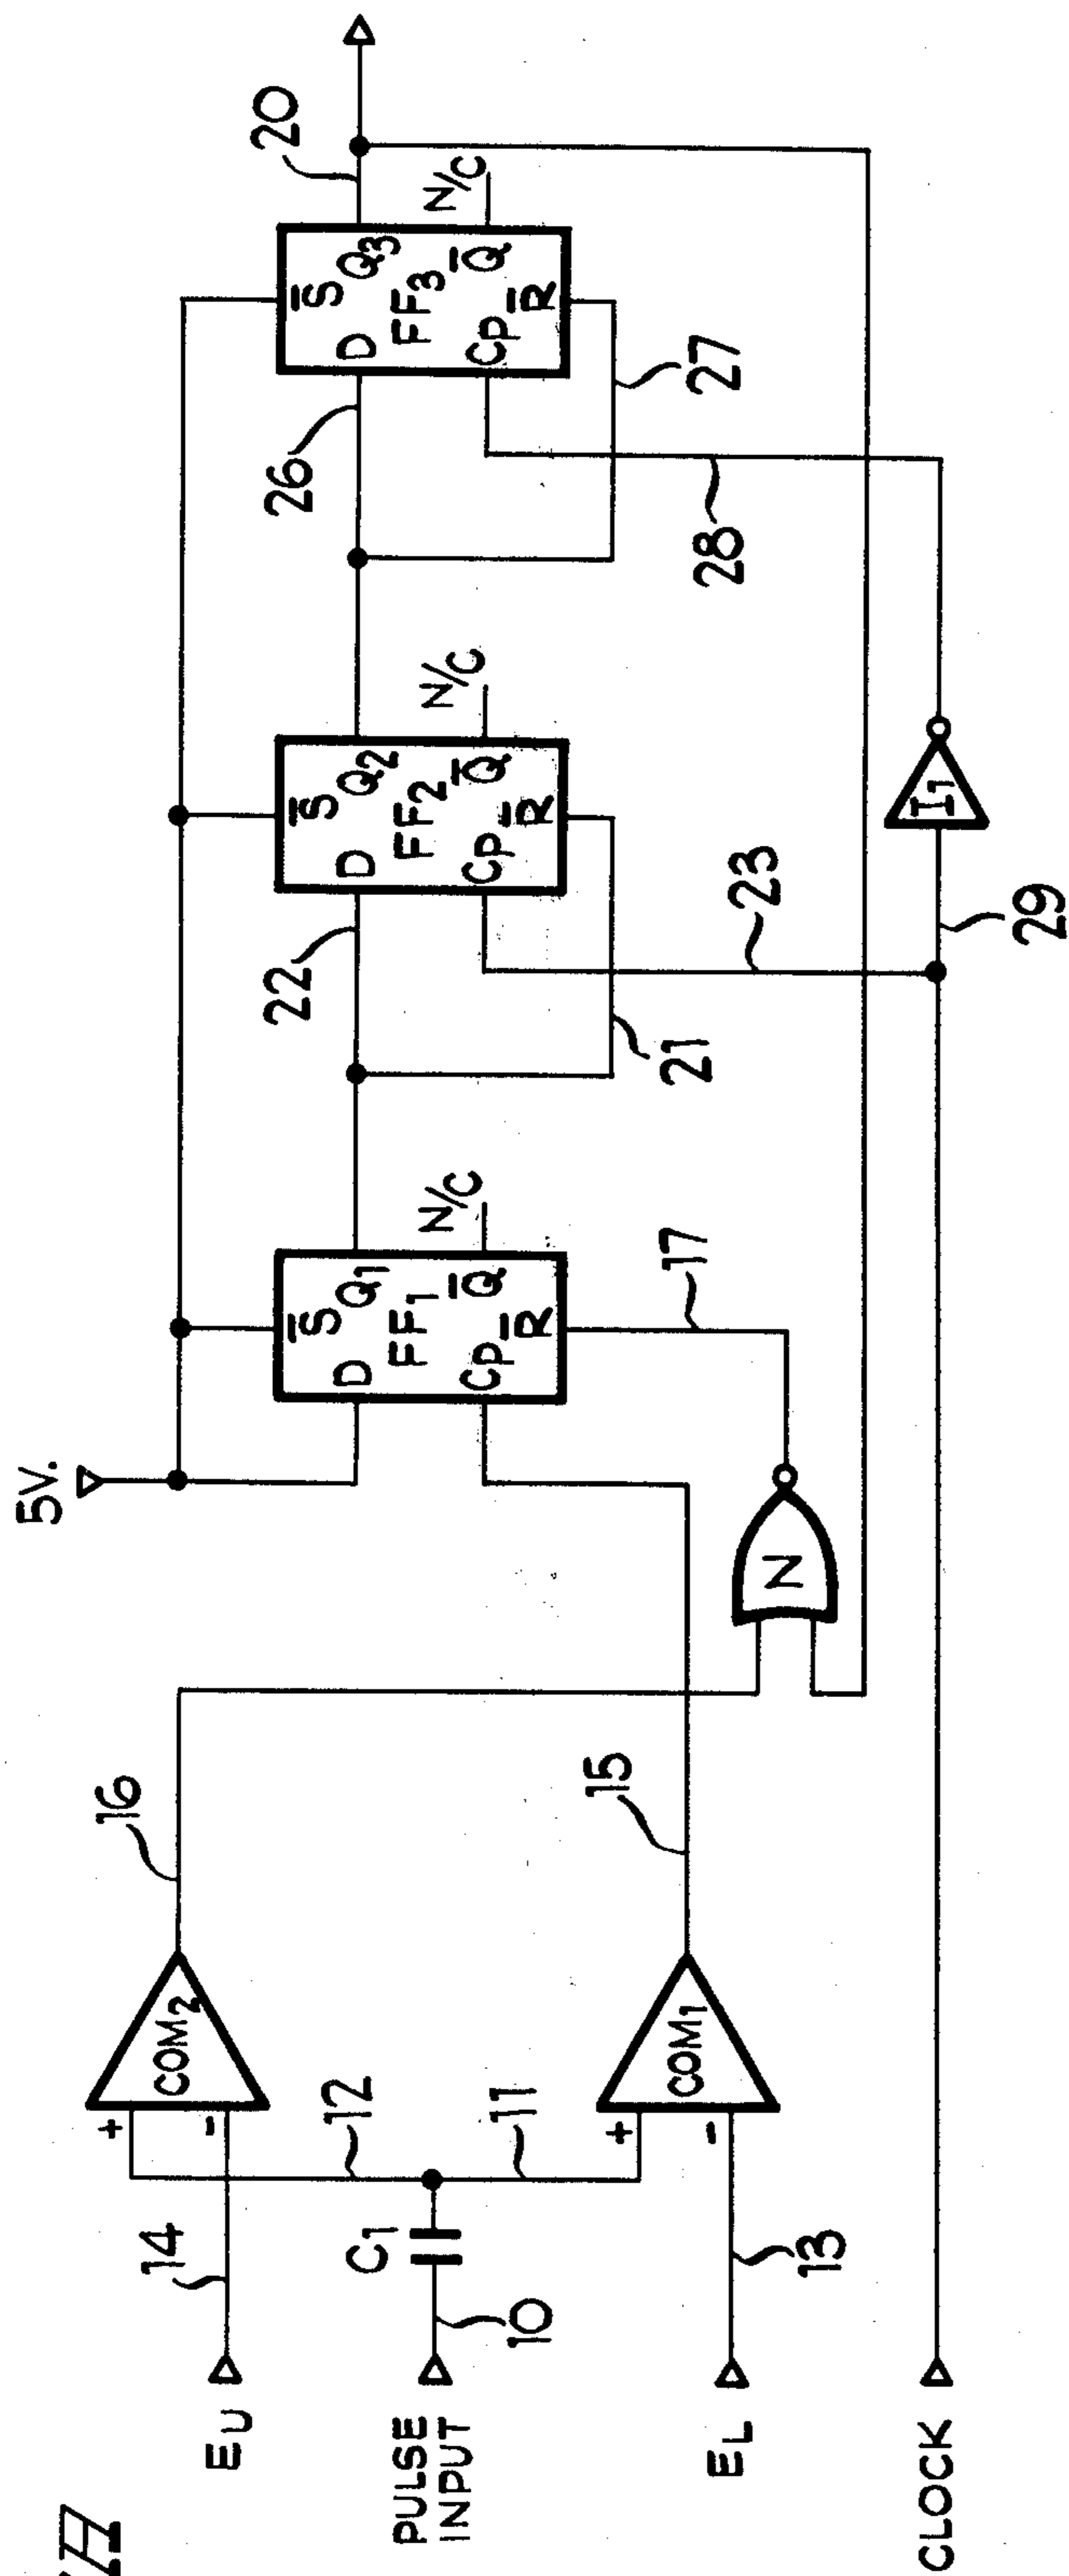 5V.
20
S̄
D Q₃
FF₃
Cp Q̄
R̄
N/C
26
27
28
S̄
D Q₂
FF₂
Cp Q̄
R̄
N/C
22
23
21
I₁
29
S̄
D Q₁
FF₁
Cp Q̄
R̄
N/C
17
N
16
15
+
COM₂
-
+
COM₁
-
12
11
14
C₁
10
13
EU
PULSE
INPUT
EL
CLOCK